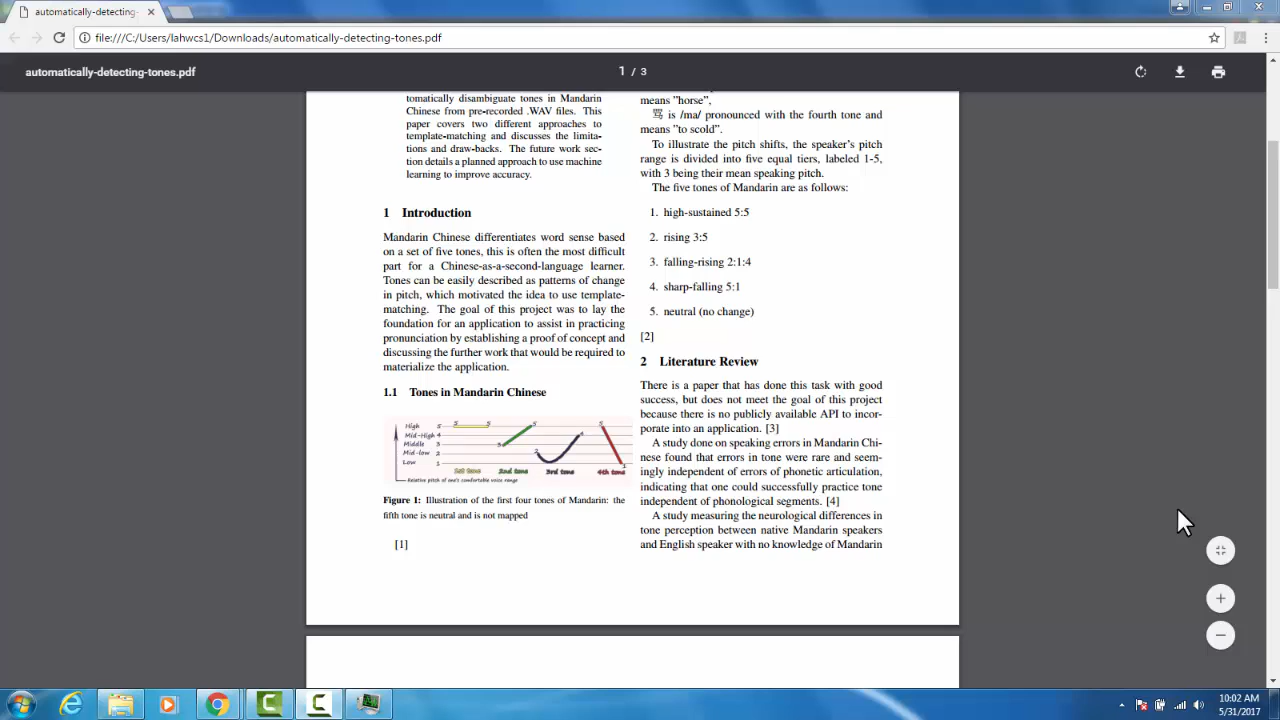 automatically-detecting-
file:///C:/Users/lahwcs1/Downloads/automatically-detecting-tones.pdf
automatically-detecting-tones.pdf
1 / 3
tomatically disambiguate tones in Mandarin
Chinese from pre-recorded .WAV files. This
paper covers two different approaches to
template-matching and discusses the limita-
tions and draw-backs. The future work sec-
tion details a planned approach to use machine
learning to improve accuracy.
1 Introduction
Mandarin Chinese differentiates word sense based
on a set of five tones, this is often the most difficult
part for a Chinese-as-a-second-language learner.
Tones can be easily described as patterns of change
in pitch, which motivated the idea to use template-
matching. The goal of this project was to lay the
foundation for an application to assist in practicing
pronunciation by establishing a proof of concept and
discussing the further work that would be required to
materialize the application.
1.1 Tones in Mandarin Chinese
High 5
Mid-High 4
Middle 3
Mid-low 2
Low 1
5 5 3 5 2 1 4 5 1
1st tone 2nd tone 3rd tone 4th tone
Relative pitch of one's comfortable voice range
Figure 1: Illustration of the first four tones of Mandarin: the
fifth tone is neutral and is not mapped
[1]
means "horse",
骂 is /ma/ pronounced with the fourth tone and
means "to scold".
To illustrate the pitch shifts, the speaker's pitch
range is divided into five equal tiers, labeled 1-5,
with 3 being their mean speaking pitch.
The five tones of Mandarin are as follows:
1. high-sustained 5:5
2. rising 3:5
3. falling-rising 2:1:4
4. sharp-falling 5:1
5. neutral (no change)
[2]
2 Literature Review
There is a paper that has done this task with good
success, but does not meet the goal of this project
because there is no publicly available API to incor-
porate into an application. [3]
A study done on speaking errors in Mandarin Chi-
nese found that errors in tone were rare and seem-
ingly independent of errors of phonetic articulation,
indicating that one could successfully practice tone
independent of phonological segments. [4]
A study measuring the neurological differences in
tone perception between native Mandarin speakers
and English speaker with no knowledge of Mandarin
10:02 AM
5/31/2017